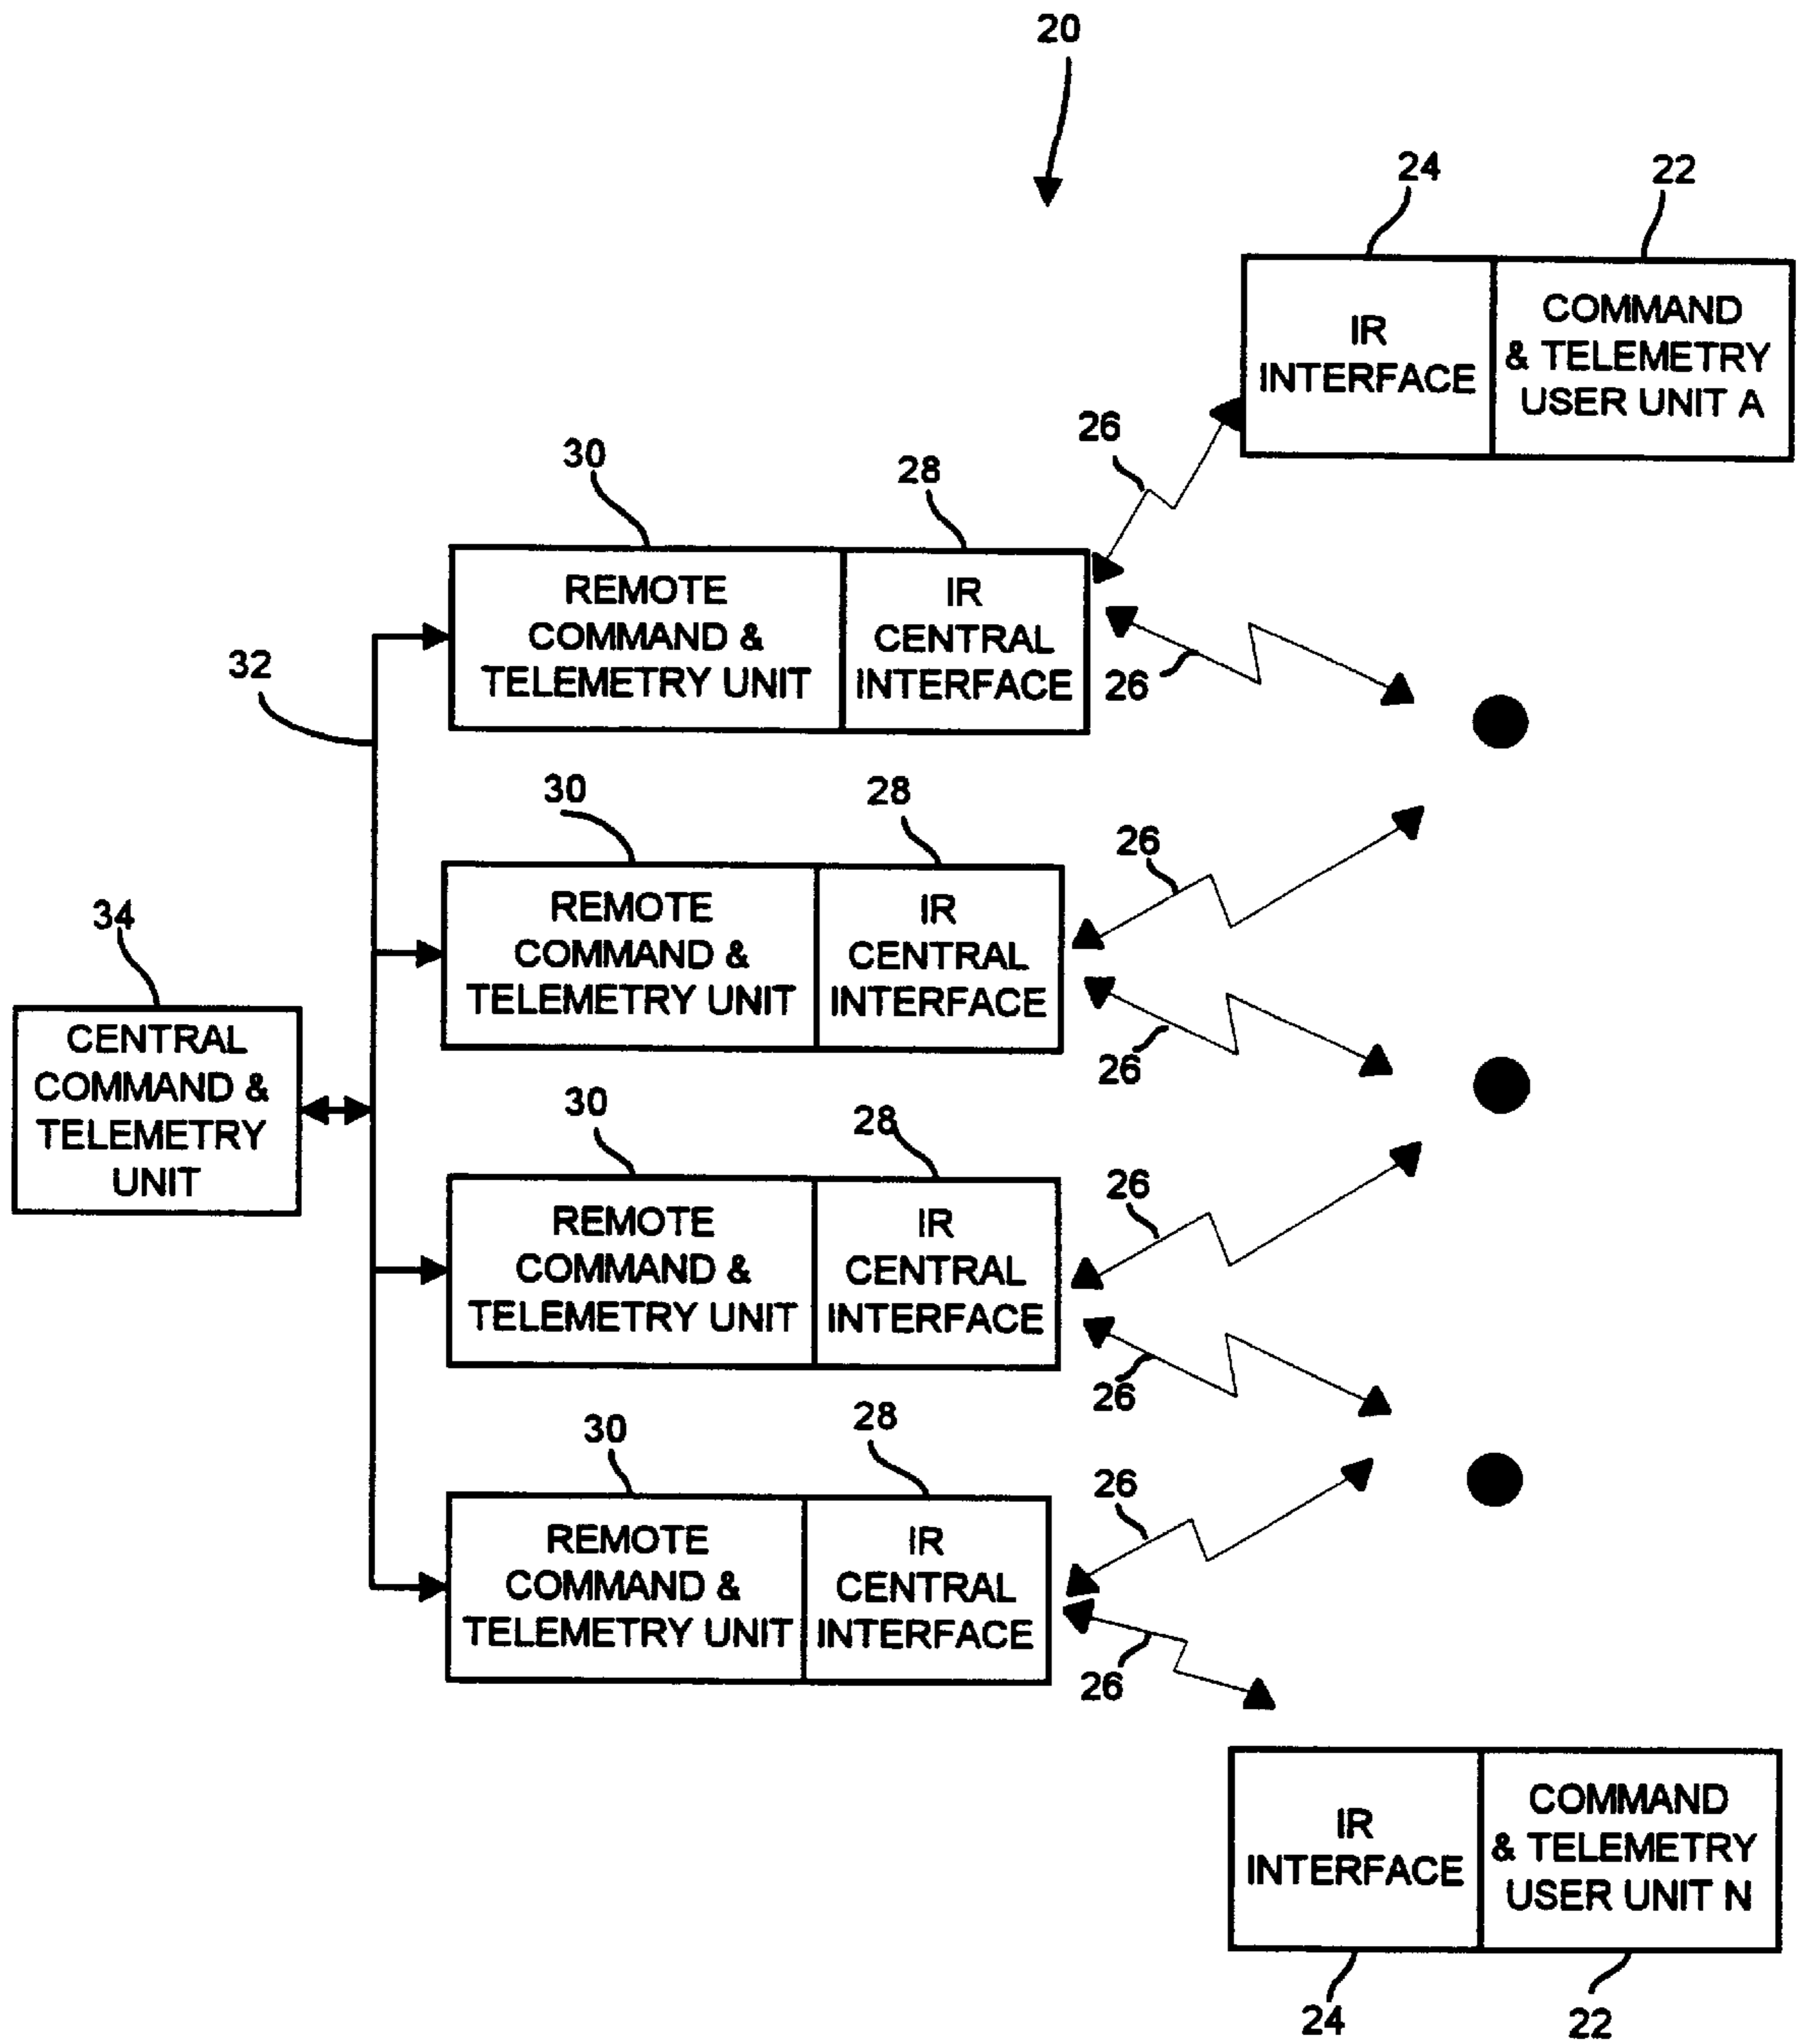 20
24
22
IR
INTERFACE
COMMAND
& TELEMETRY
USER UNIT A
26
30
28
REMOTE
COMMAND &
TELEMETRY UNIT
IR
CENTRAL
INTERFACE
26
32
30
28
REMOTE
COMMAND &
TELEMETRY UNIT
IR
CENTRAL
INTERFACE
26
26
34
CENTRAL
COMMAND &
TELEMETRY
UNIT
30
28
REMOTE
COMMAND &
TELEMETRY UNIT
IR
CENTRAL
INTERFACE
26
26
30
28
REMOTE
COMMAND &
TELEMETRY UNIT
IR
CENTRAL
INTERFACE
26
26
IR
INTERFACE
COMMAND
& TELEMETRY
USER UNIT N
24
22